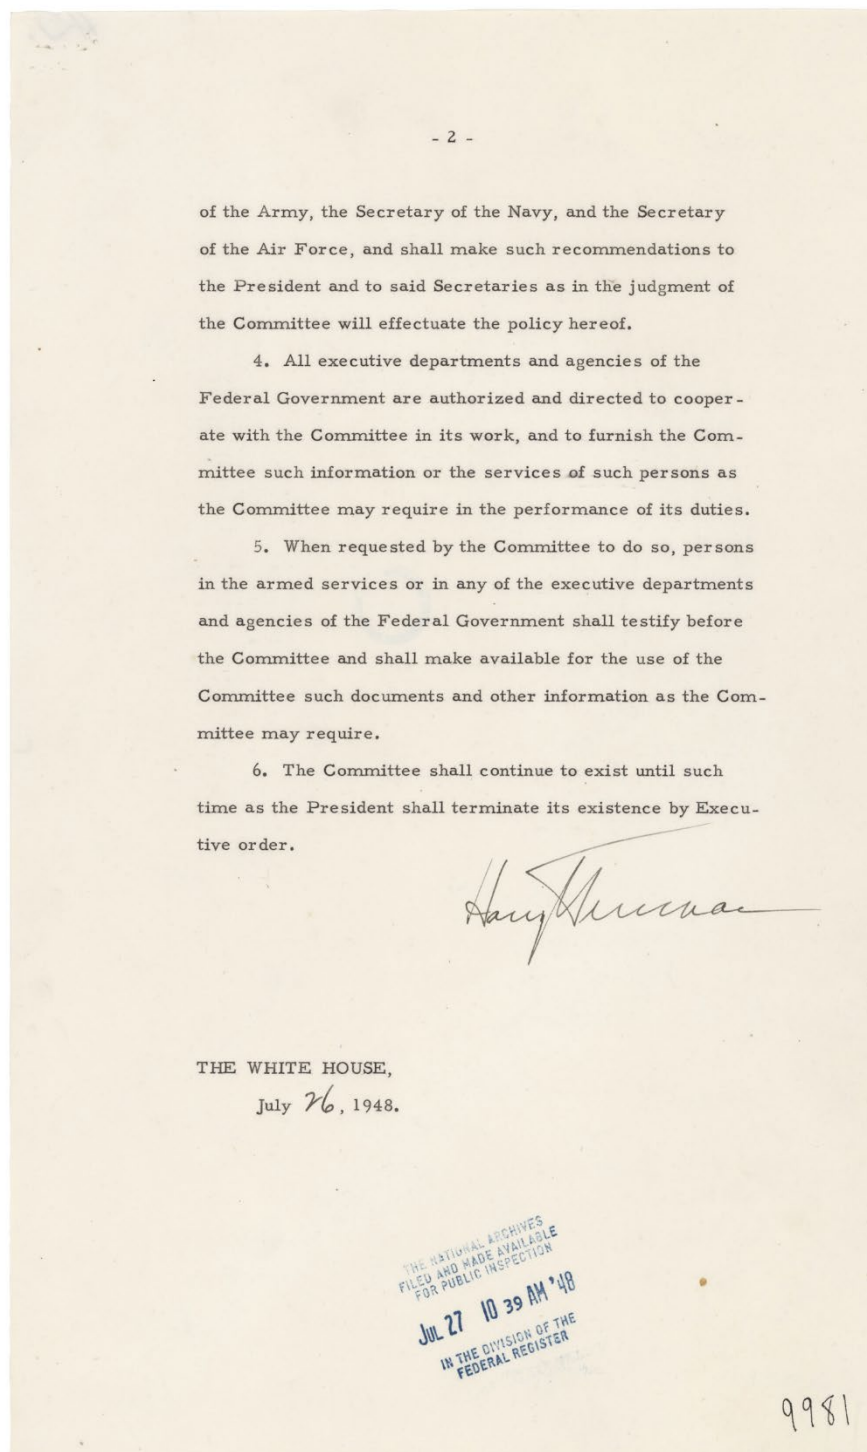 - 2 -
of the Army, the Secretary of the Navy, and the Secretary
of the Air Force, and shall make such recommendations to
the President and to said Secretaries as in the judgment of
the Committee will effectuate the policy hereof.
4. All executive departments and agencies of the
Federal Government are authorized and directed to cooper-
ate with the Committee in its work, and to furnish the Com-
mittee such information or the services of such persons as
the Committee may require in the performance of its duties.
5. When requested by the Committee to do so, persons
in the armed services or in any of the executive departments
and agencies of the Federal Government shall testify before
the Committee and shall make available for the use of the
Committee such documents and other information as the Com-
mittee may require.
6. The Committee shall continue to exist until such
time as the President shall terminate its existence by Execu-
tive order.
Harry Truman
THE WHITE HOUSE,
July 26, 1948.
THE NATIONAL ARCHIVES
FILED AND MADE AVAILABLE
FOR PUBLIC INSPECTION
JUL 27 10 39 AM '48
IN THE DIVISION OF THE
FEDERAL REGISTER
9981